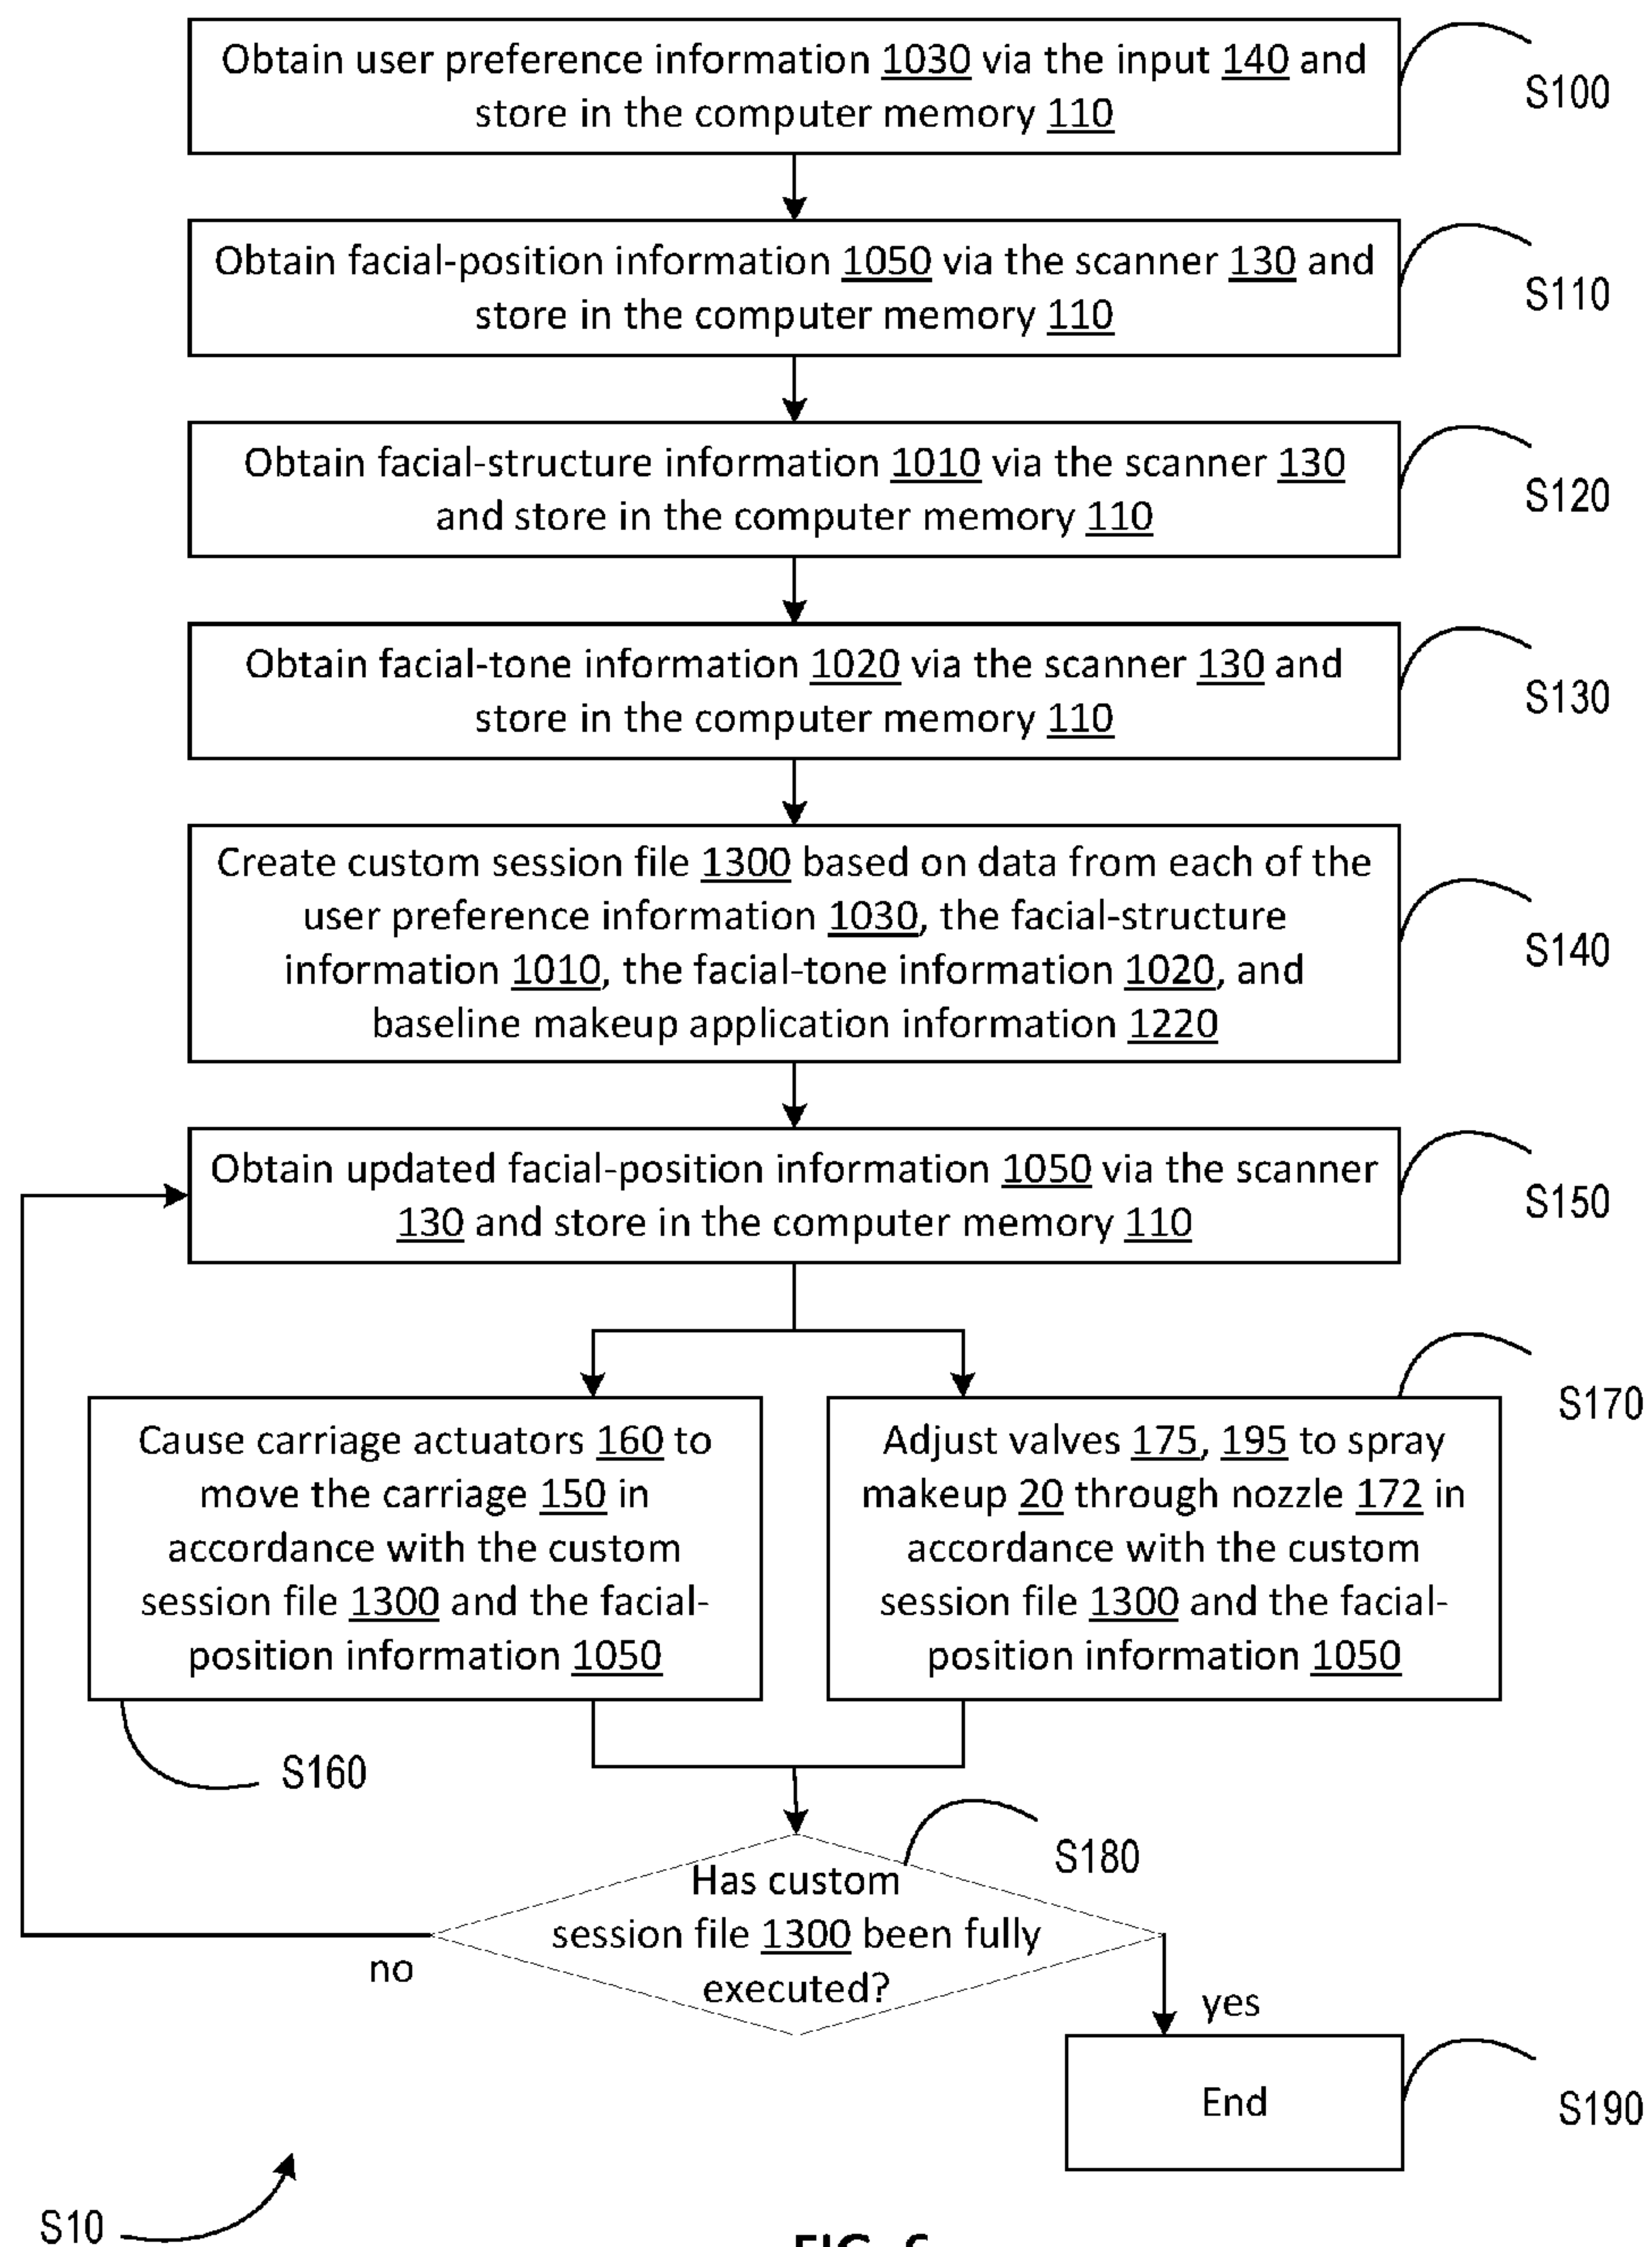 Obtain user preference information 1030 via the input 140 and
store in the computer memory 110
S100
Obtain facial-position information 1050 via the scanner 130 and
store in the computer memory 110
S110
Obtain facial-structure information 1010 via the scanner 130
and store in the computer memory 110
S120
Obtain facial-tone information 1020 via the scanner 130 and
store in the computer memory 110
S130
Create custom session file 1300 based on data from each of the
user preference information 1030, the facial-structure
information 1010, the facial-tone information 1020, and
baseline makeup application information 1220
S140
Obtain updated facial-position information 1050 via the scanner
130 and store in the computer memory 110
S150
Cause carriage actuators 160 to
move the carriage 150 in
accordance with the custom
session file 1300 and the facial-
position information 1050
S160
Adjust valves 175, 195 to spray
makeup 20 through nozzle 172 in
accordance with the custom
session file 1300 and the facial-
position information 1050
S170
Has custom
session file 1300 been fully
executed?
S180
no
yes
End
S190
S10
FIG.